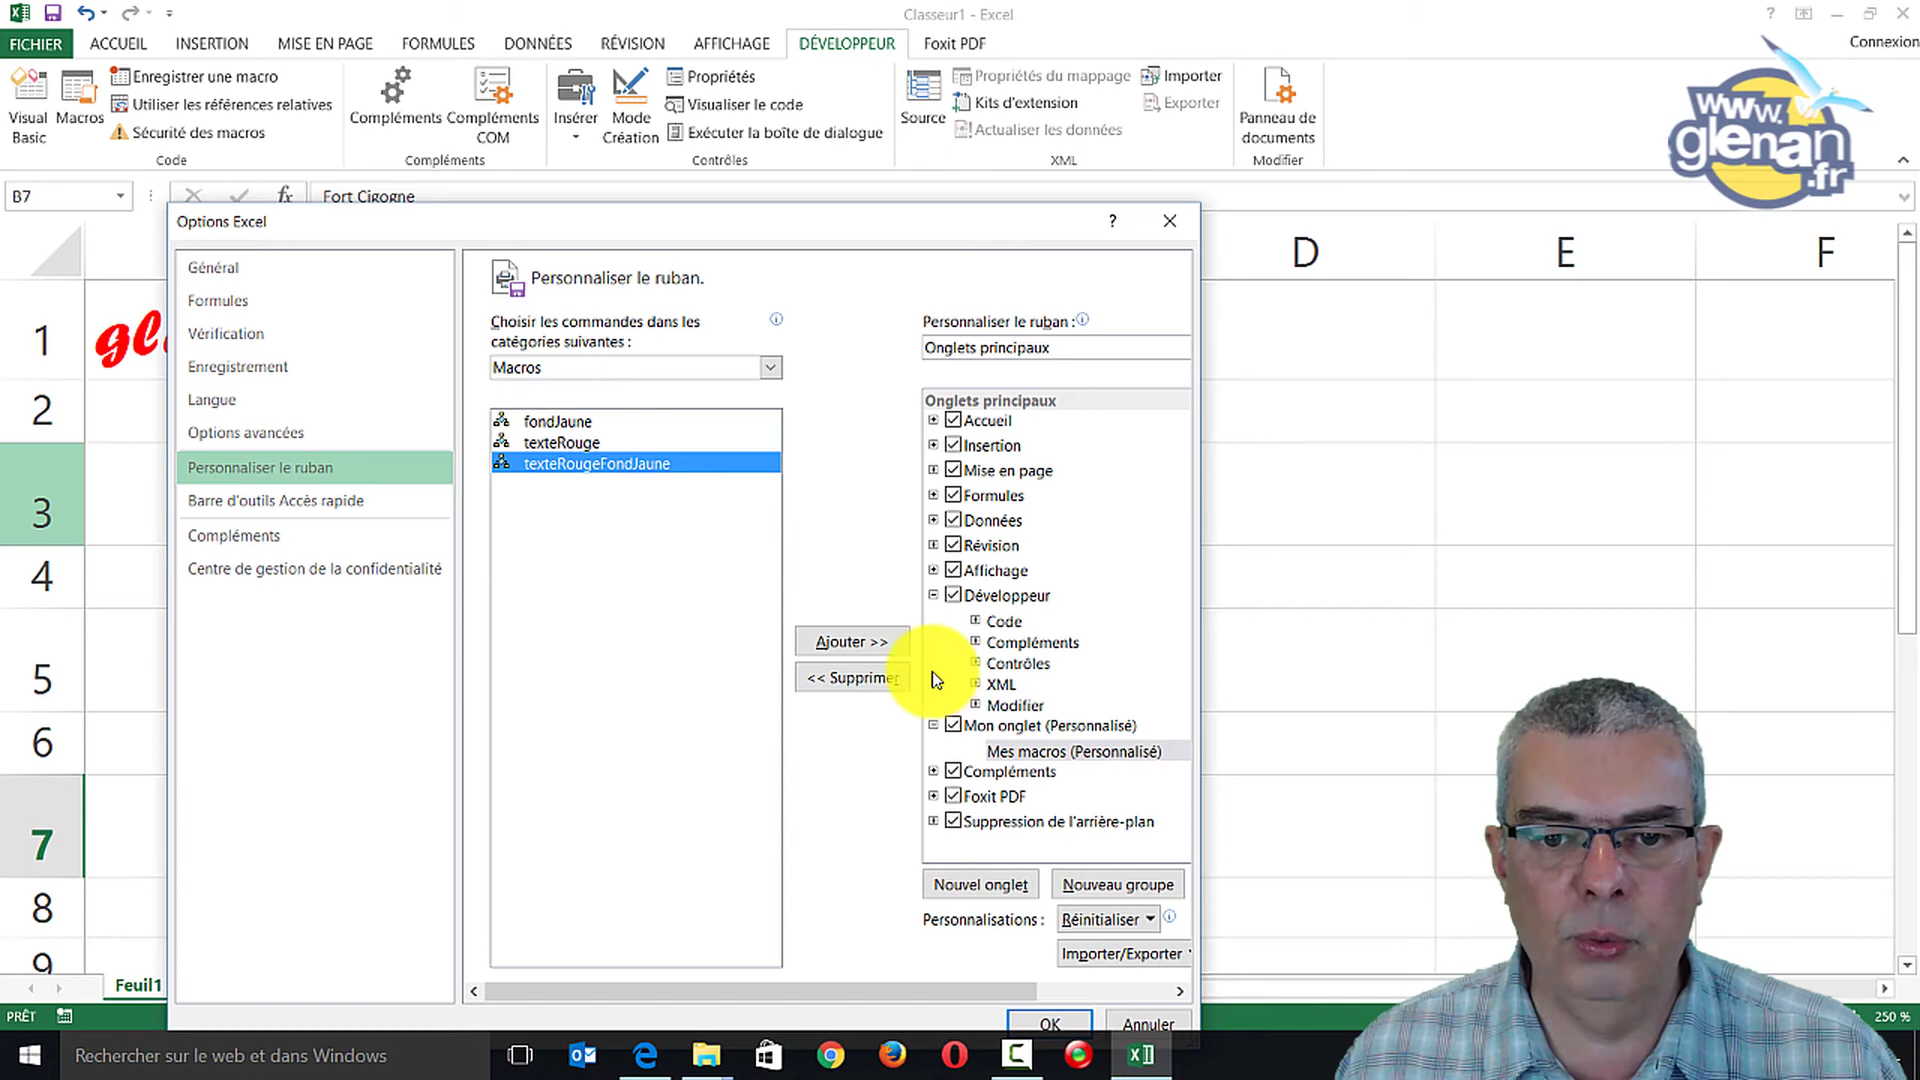 Classeur1 - Excel
FICHIER ACCUEIL INSERTION MISE EN PAGE FORMULES DONNÉES RÉVISION AFFICHAGE DÉVELOPPEUR Foxit PDF
Connexion
Visual Basic
Macros
Enregistrer une macro
Utiliser les références relatives
Sécurité des macros
Code
Compléments
Compléments COM
Compléments
Insérer
Mode Création
Propriétés
Visualiser le code
Exécuter la boîte de dialogue
Contrôles
Source
Propriétés du mappage
Kits d'extension
Actualiser les données
Importer
Exporter
XML
Panneau de documents
Modifier
www.
glenan
.fr
B7
fx
Fort Cigogne
D E F
1
2
3
4
5
6
7
8
9
gl
Options Excel
?
Général
Formules
Vérification
Enregistrement
Langue
Options avancées
Personnaliser le ruban
Barre d'outils Accès rapide
Compléments
Centre de gestion de la confidentialité
Personnaliser le ruban.
Choisir les commandes dans les
catégories suivantes :
Macros
fondJaune
texteRouge
texteRougeFondJaune
Ajouter >>
<< Supprimer
Personnaliser le ruban :
Onglets principaux
Onglets principaux
Accueil
Insertion
Mise en page
Formules
Données
Révision
Affichage
Développeur
Code
Compléments
Contrôles
XML
Modifier
Mon onglet (Personnalisé)
Mes macros (Personnalisé)
Compléments
Foxit PDF
Suppression de l'arrière-plan
Nouvel onglet
Nouveau groupe
Personnalisations :
Réinitialiser
Importer/Exporter
OK
Annuler
Feuil1
PRÊT
250 %
Rechercher sur le web et dans Windows